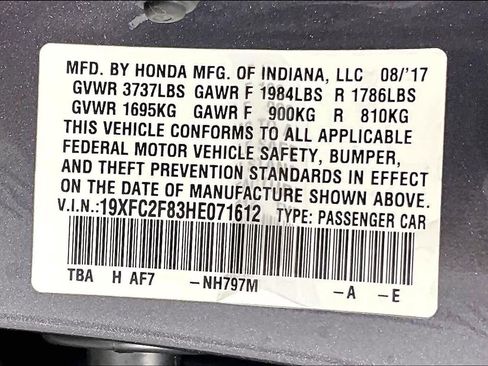 MFD. BY HONDA MFG. OF INDIANA, LLC 08/'17
GVWR 3737LBS GAWR F 1984LBS R 1786LBS
GVWR 1695KG GAWR F 900KG R 810KG
THIS VEHICLE CONFORMS TO ALL APPLICABLE
FEDERAL MOTOR VEHICLE SAFETY, BUMPER,
AND THEFT PREVENTION STANDARDS IN EFFECT
ON THE DATE OF MANUFACTURE SHOWN ABOVE.
V.I.N.:19XFC2F83HE071612 TYPE: PASSENGER CAR
TBA H AF7 -NH797M -A -E